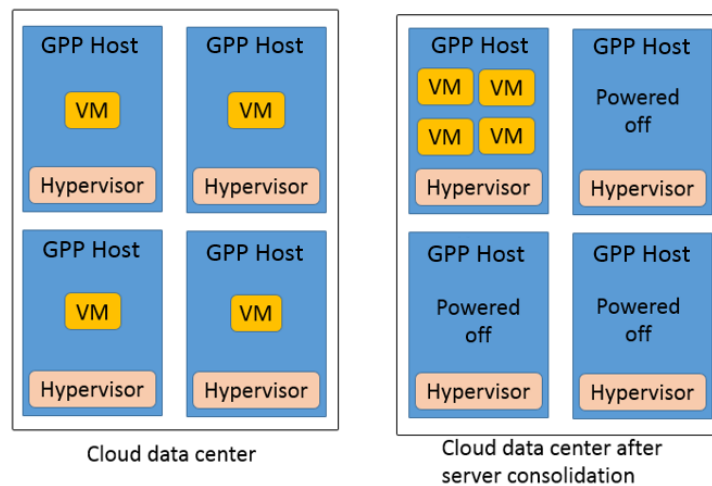 GPP Host
VM
Hypervisor
GPP Host
VM
Hypervisor
GPP Host
VM
Hypervisor
GPP Host
VM
Hypervisor
Cloud data center
GPP Host
VM VM
VM VM
Hypervisor
GPP Host
Powered
off
Hypervisor
GPP Host
Powered
off
Hypervisor
GPP Host
Powered
off
Hypervisor
Cloud data center after
server consolidation